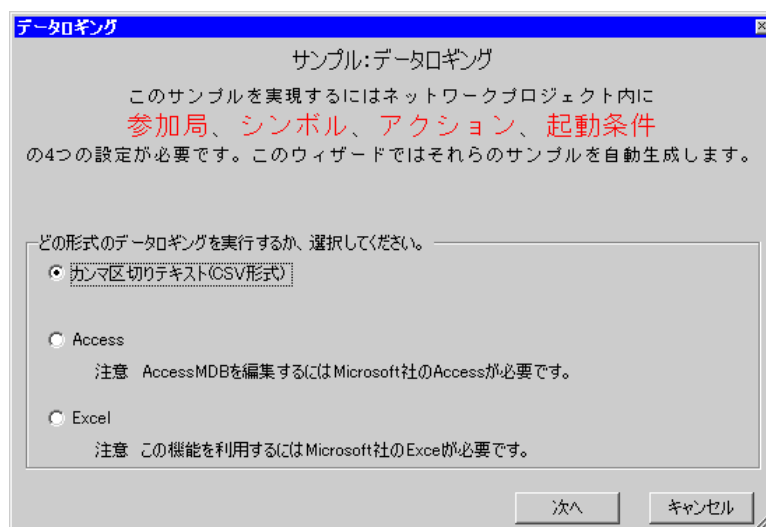 データロギング
サンプル:データロギング
このサンプルを実現するにはネットワークプロジェクト内に
参加局、シンボル、アクション、起動条件
の4つの設定が必要です。このウィザードではそれらのサンプルを自動生成します。
どの形式のデータロギングを実行するか、選択してください。
カンマ区切りテキスト(CSV形式)
Access
注意 AccessMDBを編集するにはMicrosoft社のAccessが必要です。
Excel
注意 この機能を利用するにはMicrosoft社のExcelが必要です。
次へ
キャンセル